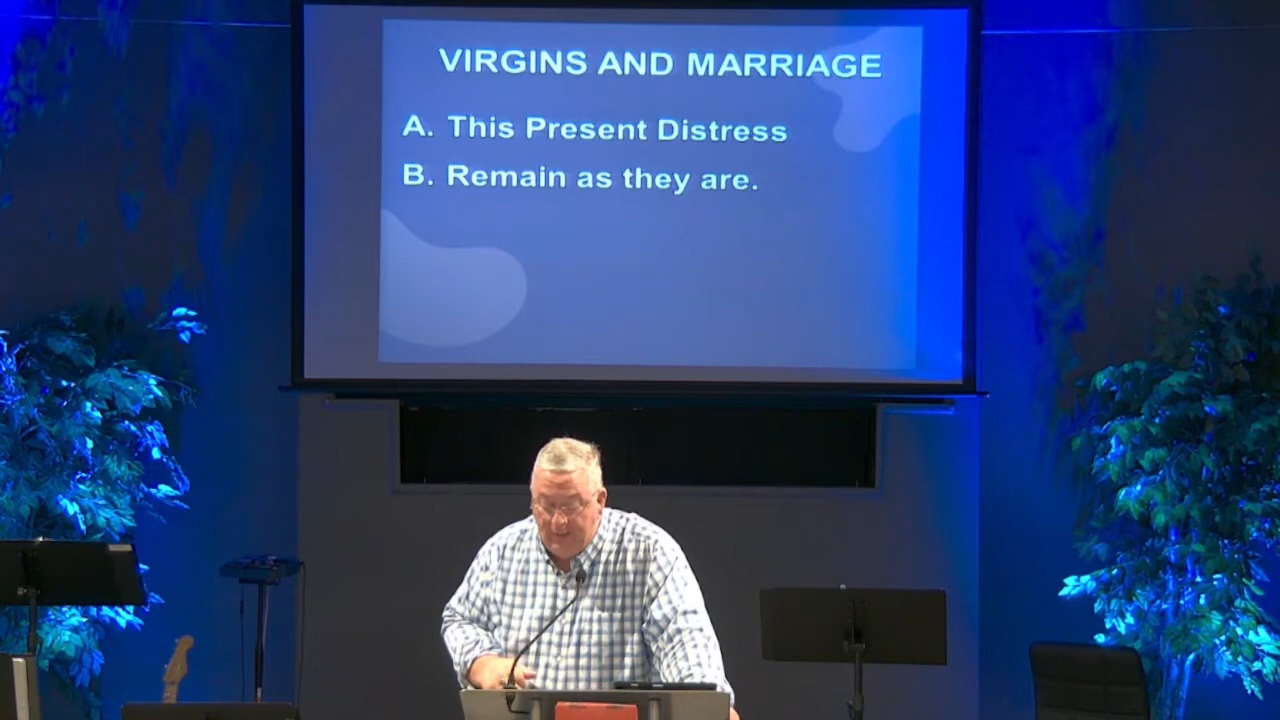 VIRGINS AND MARRIAGE
A. This Present Distress
B. Remain as they are.